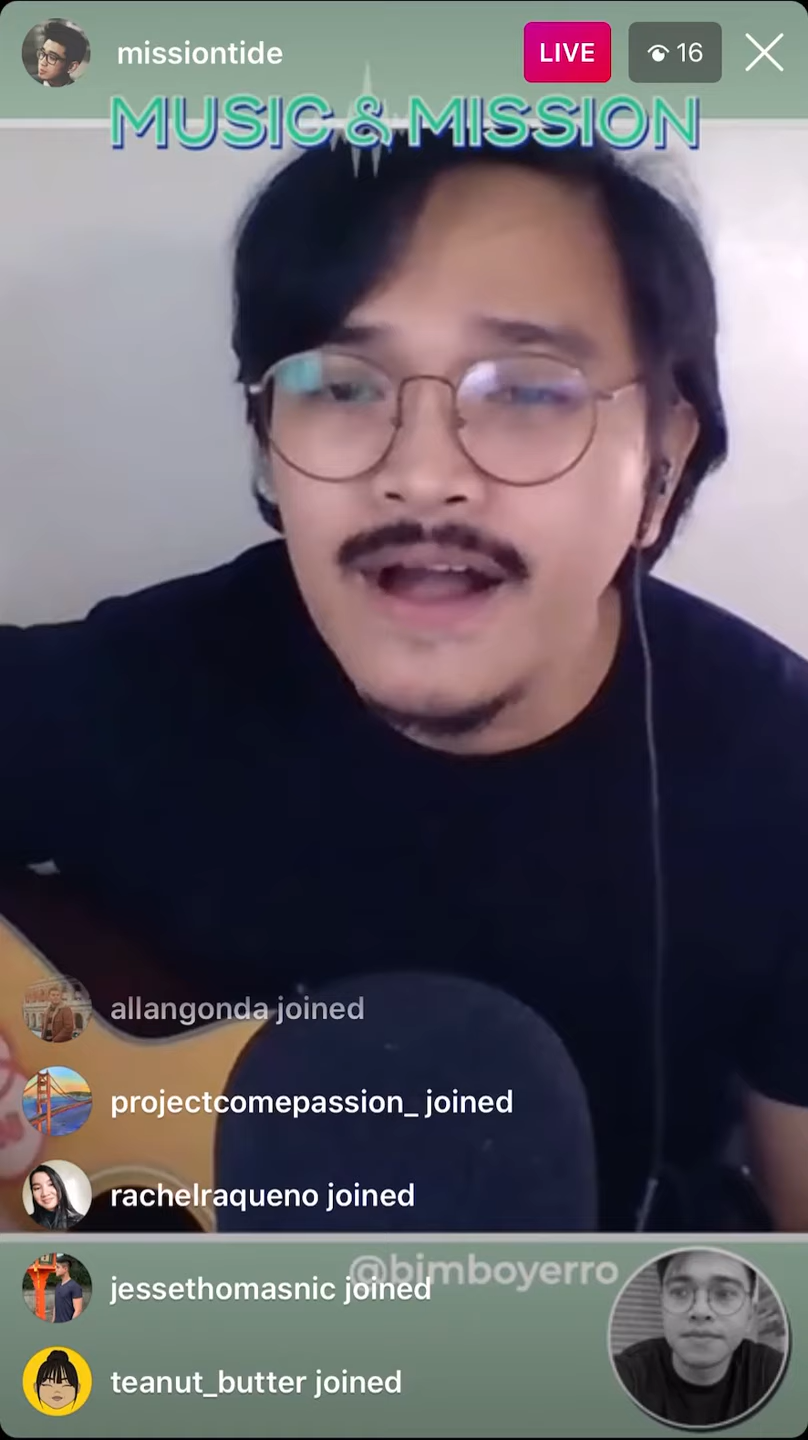 missiontide
LIVE
16
MUSIC & MISSION
allangonda joined
projectcomepassion_ joined
rachelraqueno joined
@bimboyerro
jessethomasnic joined
teanut_butter joined